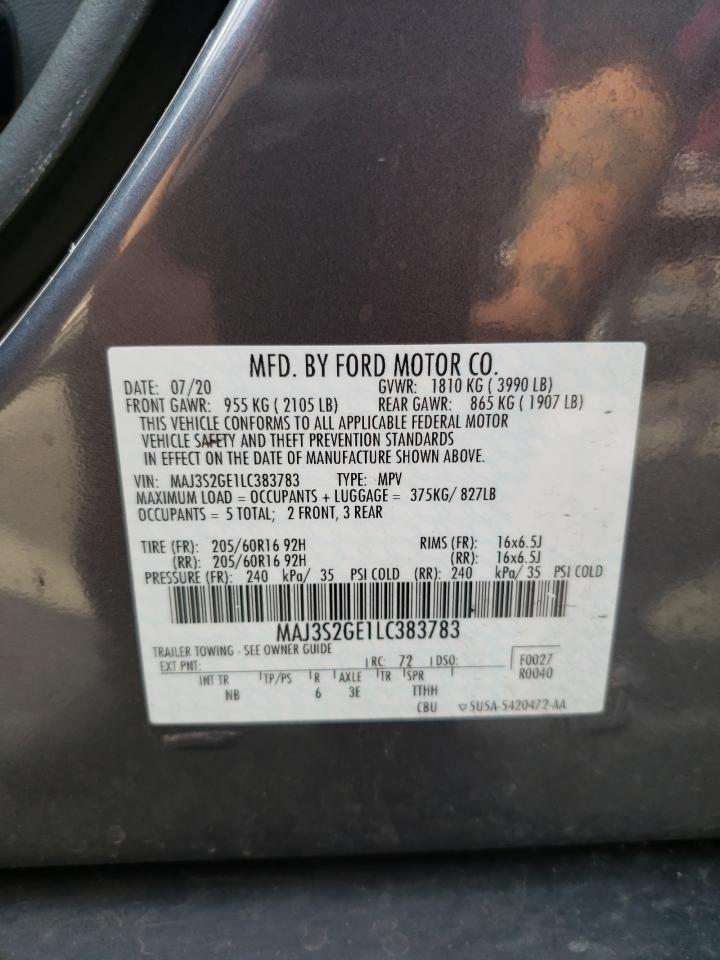 MFD. BY FORD MOTOR CO.
DATE: 07/20 GVWR: 1810 KG ( 3990 LB)
FRONT GAWR: 955 KG ( 2105 LB) REAR GAWR: 865 KG ( 1907 LB)
THIS VEHICLE CONFORMS TO ALL APPLICABLE FEDERAL MOTOR
VEHICLE SAFETY AND THEFT PREVENTION STANDARDS
IN EFFECT ON THE DATE OF MANUFACTURE SHOWN ABOVE.
VIN: MAJ3S2GE1LC383783 TYPE: MPV
MAXIMUM LOAD = OCCUPANTS + LUGGAGE = 375KG/ 827LB
OCCUPANTS = 5 TOTAL; 2 FRONT, 3 REAR
TIRE (FR): 205/60R16 92H RIMS (FR): 16x6.5J
(RR): 205/60R16 92H (RR): 16x6.5J
PRESSURE (FR): 240 kPa/ 35 PSI COLD (RR): 240 kPa/ 35 PSI COLD
MAJ3S2GE1LC383783
TRAILER TOWING - SEE OWNER GUIDE
EXT PNT: RC: 72 DSO: F0027
R0040
INT TR TP/PS R AXLE TR SPR
NB 6 3E TTHH
CBU ▽5U5A-5420472-AA